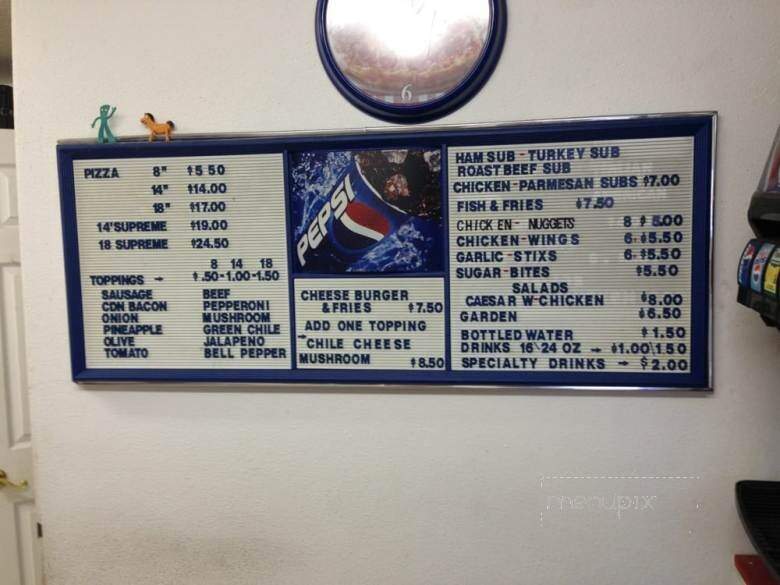 6
PIZZA 8" $5 50
14" $14.00
18" $17.00
14"SUPREME $19.00
18 SUPREME $24.50
8 14 18
TOPPINGS - $.50-1.00-1.50
SAUSAGE BEEF
CDN BACON PEPPERONI
ONION MUSHROOM
PINEAPPLE GREEN CHILE
OLIVE JALAPENO
TOMATO BELL PEPPER
PEPSI
CHEESE BURGER
&FRIES $7.50
ADD ONE TOPPING
-CHILE CHEESE
MUSHROOM $8.50
HAM SUB-TURKEY SUB
ROAST BEEF SUB
CHICKEN-PARMESAN SUBS $7.00
FISH & FRIES $7.50
CHICKEN- NUGGETS 8 $5.00
CHICKEN-WINGS 6-$5.50
GARLIC-STIXS 6-$5.50
SUGAR-BITES $5.50
SALADS
CAESAR W-CHICKEN $8.00
GARDEN $6.50
BOTTLED WATER $1.50
DRINKS 16\24 OZ - $1.00\1.50
SPECIALTY DRINKS - $2.00
menupix